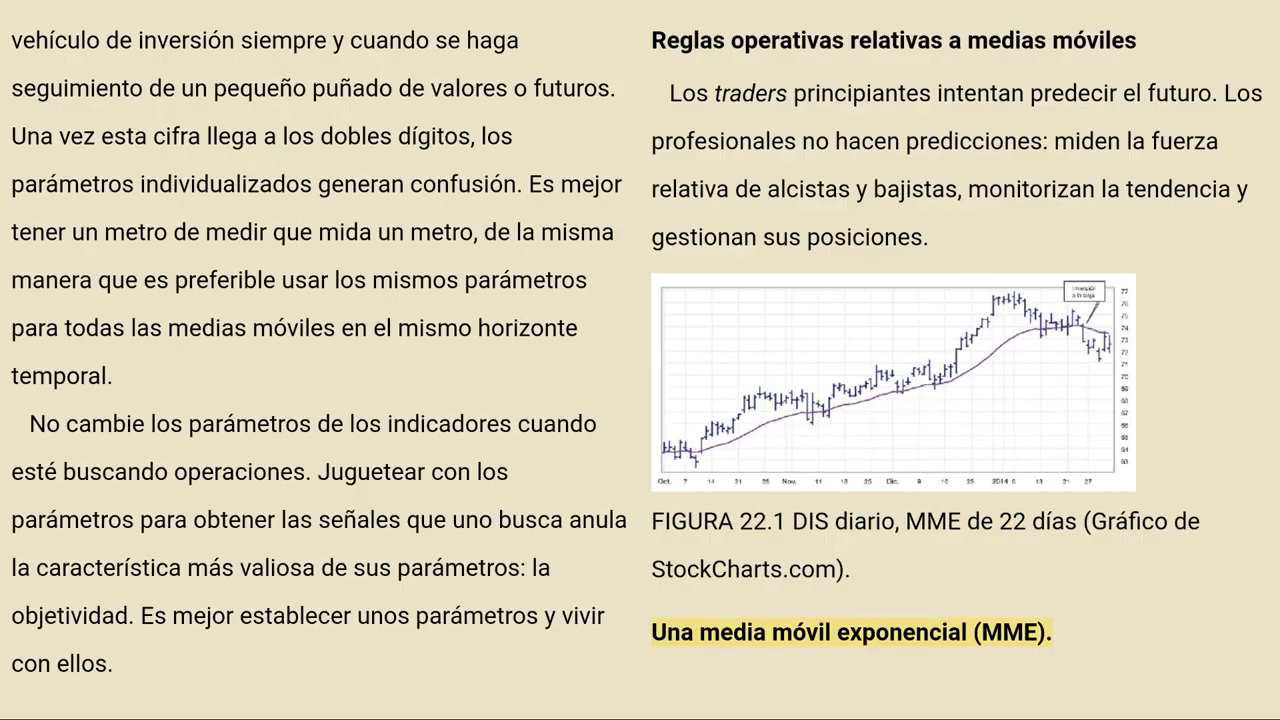 vehículo de inversión siempre y cuando se haga
seguimiento de un pequeño puñado de valores o futuros.
Una vez esta cifra llega a los dobles dígitos, los
parámetros individualizados generan confusión. Es mejor
tener un metro de medir que mida un metro, de la misma
manera que es preferible usar los mismos parámetros
para todas las medias móviles en el mismo horizonte
temporal.
No cambie los parámetros de los indicadores cuando
esté buscando operaciones. Juguetear con los
parámetros para obtener las señales que uno busca anula
la característica más valiosa de sus parámetros: la
objetividad. Es mejor establecer unos parámetros y vivir
con ellos.
Reglas operativas relativas a medias móviles
Los traders principiantes intentan predecir el futuro. Los
profesionales no hacen predicciones: miden la fuerza
relativa de alcistas y bajistas, monitorizan la tendencia y
gestionan sus posiciones.
Inversión
a la baja
77
74
73
72
63
Oct. 7 14 21 Nov. 11 Dic. 9 16 2014 6 13 21 27
FIGURA 22.1 DIS diario, MME de 22 días (Gráfico de
StockCharts.com).
Una media móvil exponencial (MME).